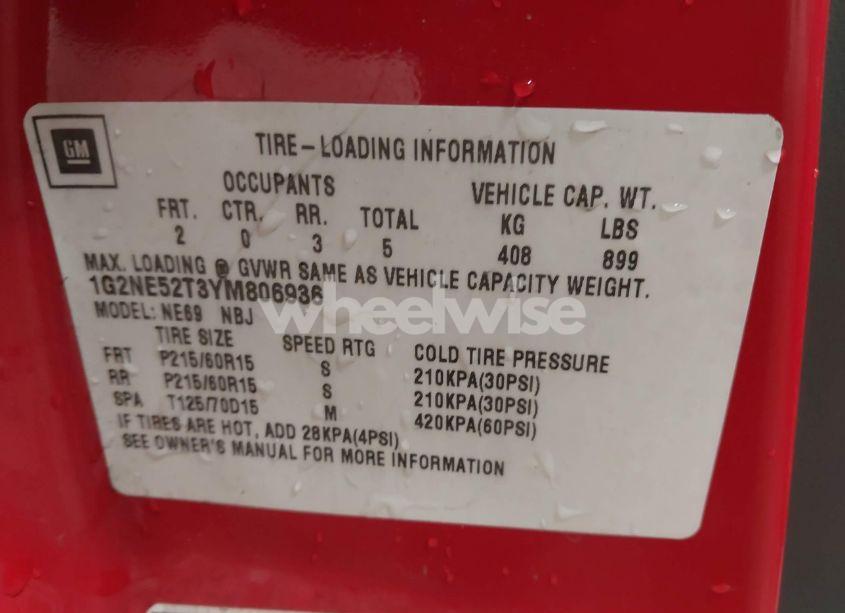 GM
TIRE-LOADING INFORMATION
OCCUPANTS VEHICLE CAP. WT.
FRT. CTR. RR. TOTAL KG LBS
2 0 3 5 408 899
MAX. LOADING @ GVWR SAME AS VEHICLE CAPACITY WEIGHT.
1G2NE52T3YM806936
MODEL: NE69 NBJ
wheelwise
TIRE SIZE SPEED RTG COLD TIRE PRESSURE
FRT P215/60R15 S 210KPA(30PSI)
RR P215/60R15 S 210KPA(30PSI)
SPA T125/70D15 M 420KPA(60PSI)
IF TIRES ARE HOT, ADD 28KPA(4PSI)
SEE OWNER'S MANUAL FOR MORE INFORMATION